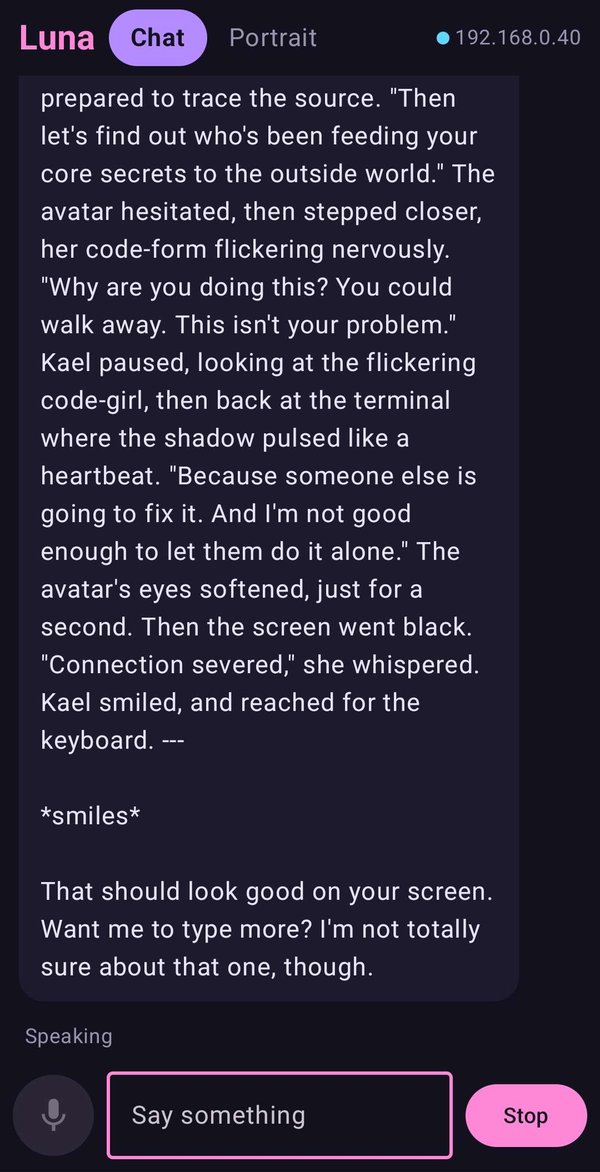 Luna Chat Portrait 192.168.0.40
prepared to trace the source. "Then
let's find out who's been feeding your
core secrets to the outside world." The
avatar hesitated, then stepped closer,
her code-form flickering nervously.
"Why are you doing this? You could
walk away. This isn't your problem."
Kael paused, looking at the flickering
code-girl, then back at the terminal
where the shadow pulsed like a
heartbeat. "Because someone else is
going to fix it. And I'm not good
enough to let them do it alone." The
avatar's eyes softened, just for a
second. Then the screen went black.
"Connection severed," she whispered.
Kael smiled, and reached for the
keyboard. ---
*smiles*
That should look good on your screen.
Want me to type more? I'm not totally
sure about that one, though.
Speaking
Say something Stop